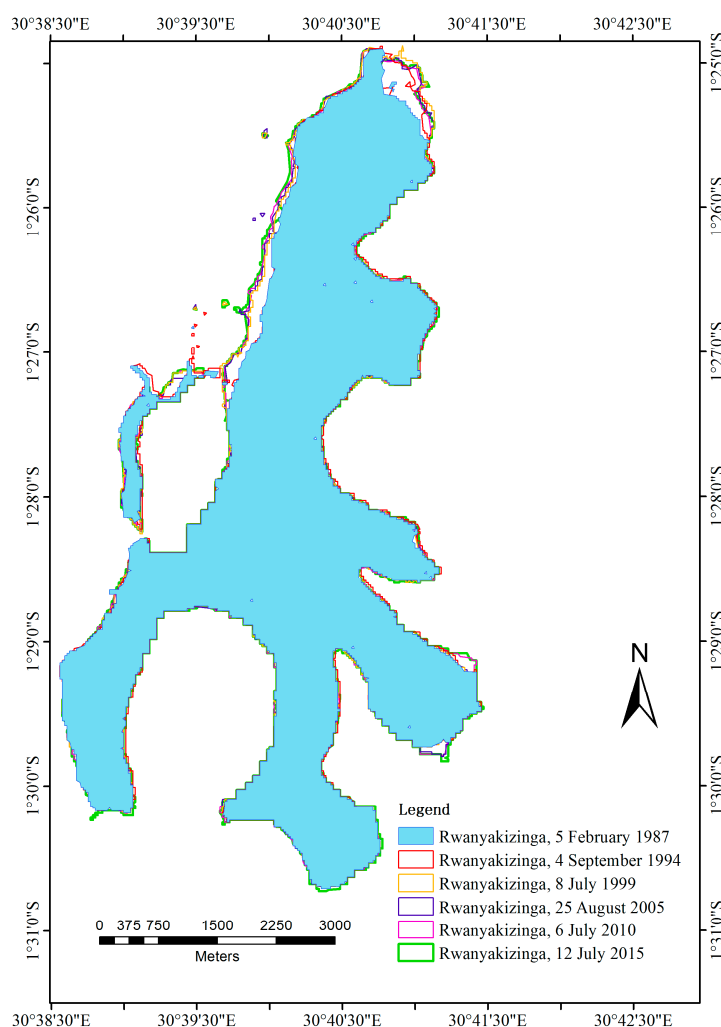 30°38'30"E 30°39'30"E 30°40'30"E 30°41'30"E 30°42'30"E
1°25'0"S 1°25'0"S
1°26'0"S 1°26'0"S
1°27'0"S 1°27'0"S
1°28'0"S 1°28'0"S
1°29'0"S 1°29'0"S
N
1°30'0"S 1°30'0"S
Legend
Rwanyakizinga, 5 February 1987
Rwanyakizinga, 4 September 1994
Rwanyakizinga, 8 July 1999
Rwanyakizinga, 25 August 2005
Rwanyakizinga, 6 July 2010
Rwanyakizinga, 12 July 2015
0 375 750 1500 2250 3000
Meters
1°31'0"S 1°31'0"S
30°38'30"E 30°39'30"E 30°40'30"E 30°41'30"E 30°42'30"E